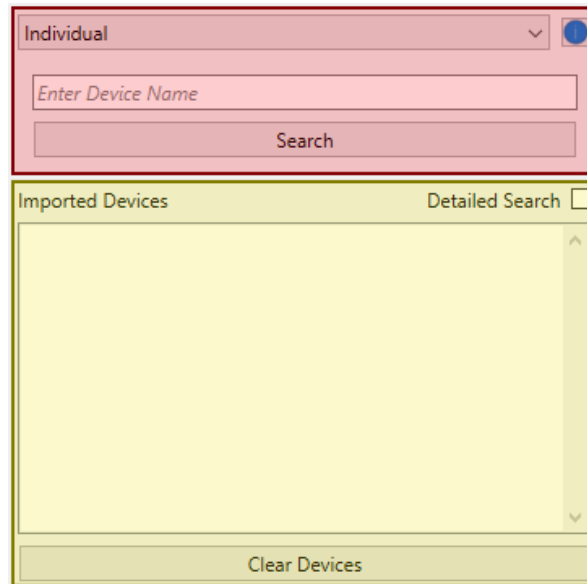 Individual
Enter Device Name
Search
Imported Devices Detailed Search
Clear Devices